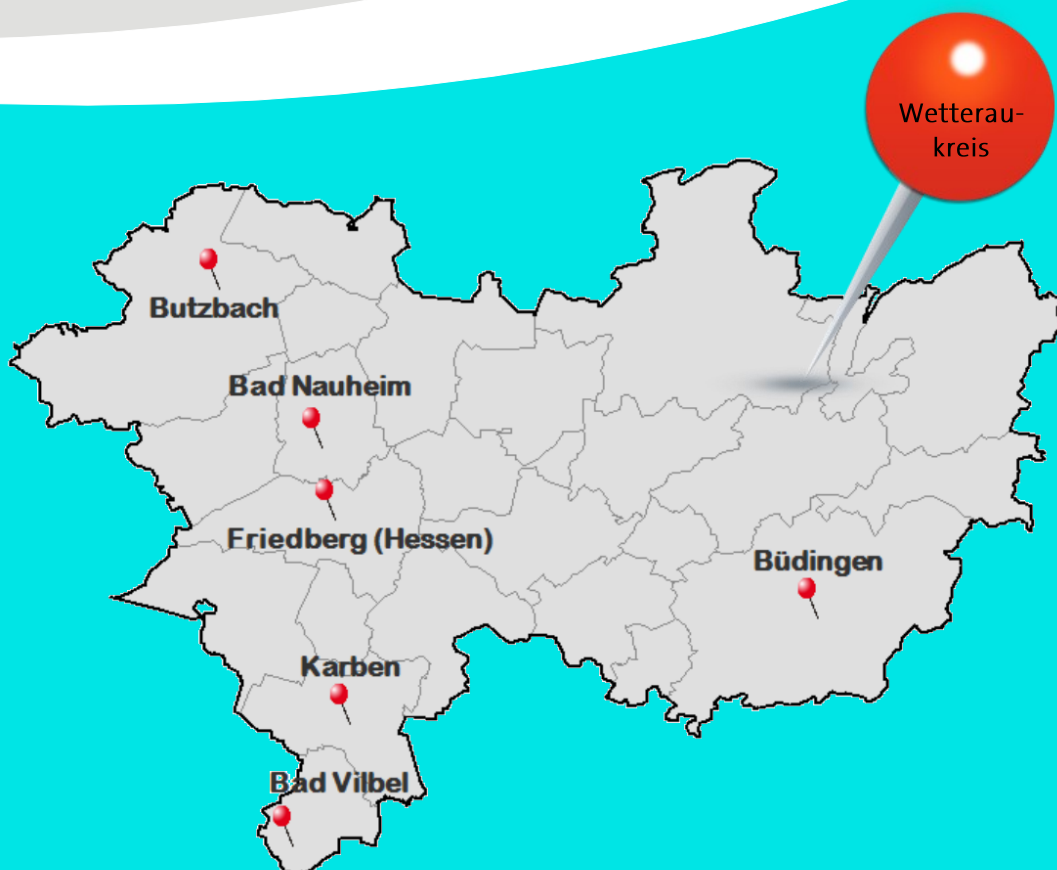 Wetterau-
kreis
Butzbach
Bad Nauheim
Friedberg (Hessen)
Büdingen
Karben
Bad Vilbel